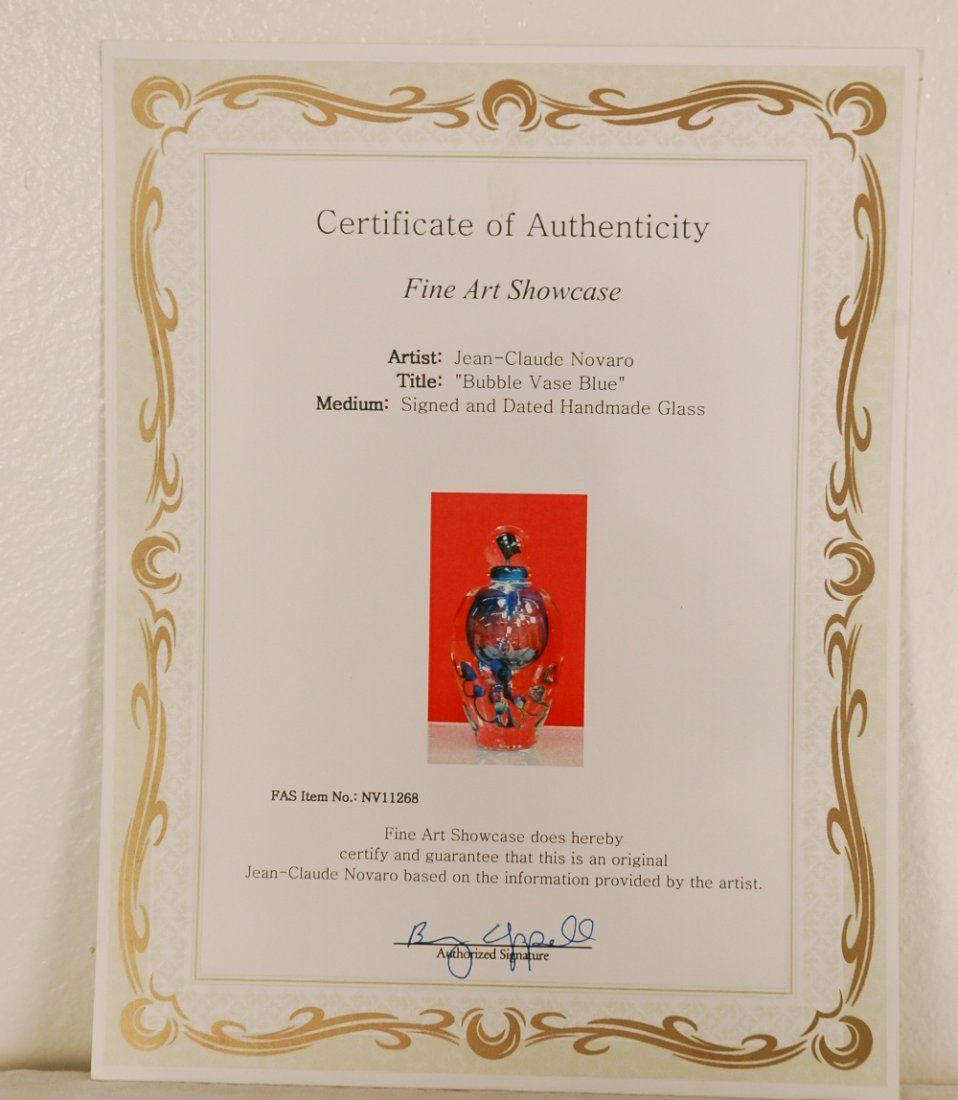 Certificate of Authenticity
Fine Art Showcase
Artist: Jean-Claude Novaro
Title: "Bubble Vase Blue"
Medium: Signed and Dated Handmade Glass
FAS Item No.: NV11268
Fine Art Showcase does hereby
certify and guarantee that this is an original
Jean-Claude Novaro based on the information provided by the artist.
Authorized Signature